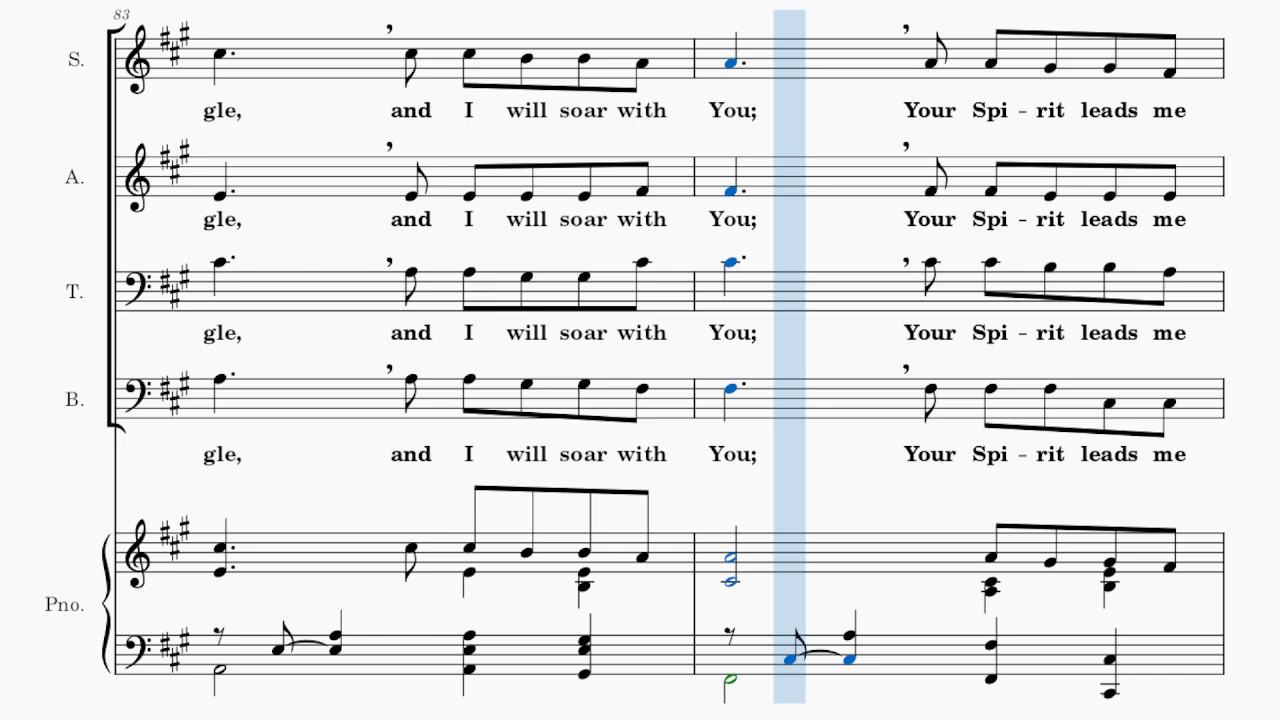 83
S.
gle, and I will soar with You; Your Spi - rit leads me
A.
gle, and I will soar with You; Your Spi - rit leads me
T.
gle, and I will soar with You; Your Spi - rit leads me
B.
gle, and I will soar with You; Your Spi - rit leads me
Pno.